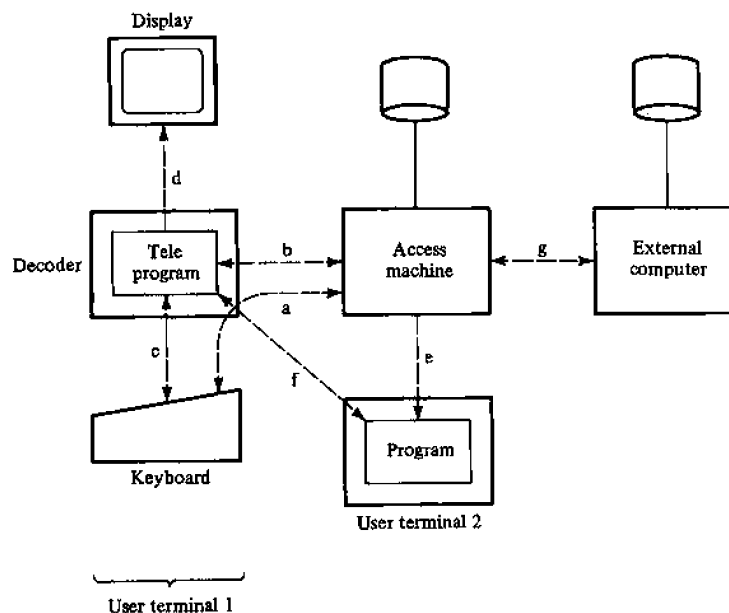 Display
d
Decoder
Tele
program
b
Access
machine
g
External
computer
a
c
f
e
Keyboard
Program
User terminal 2
User terminal 1